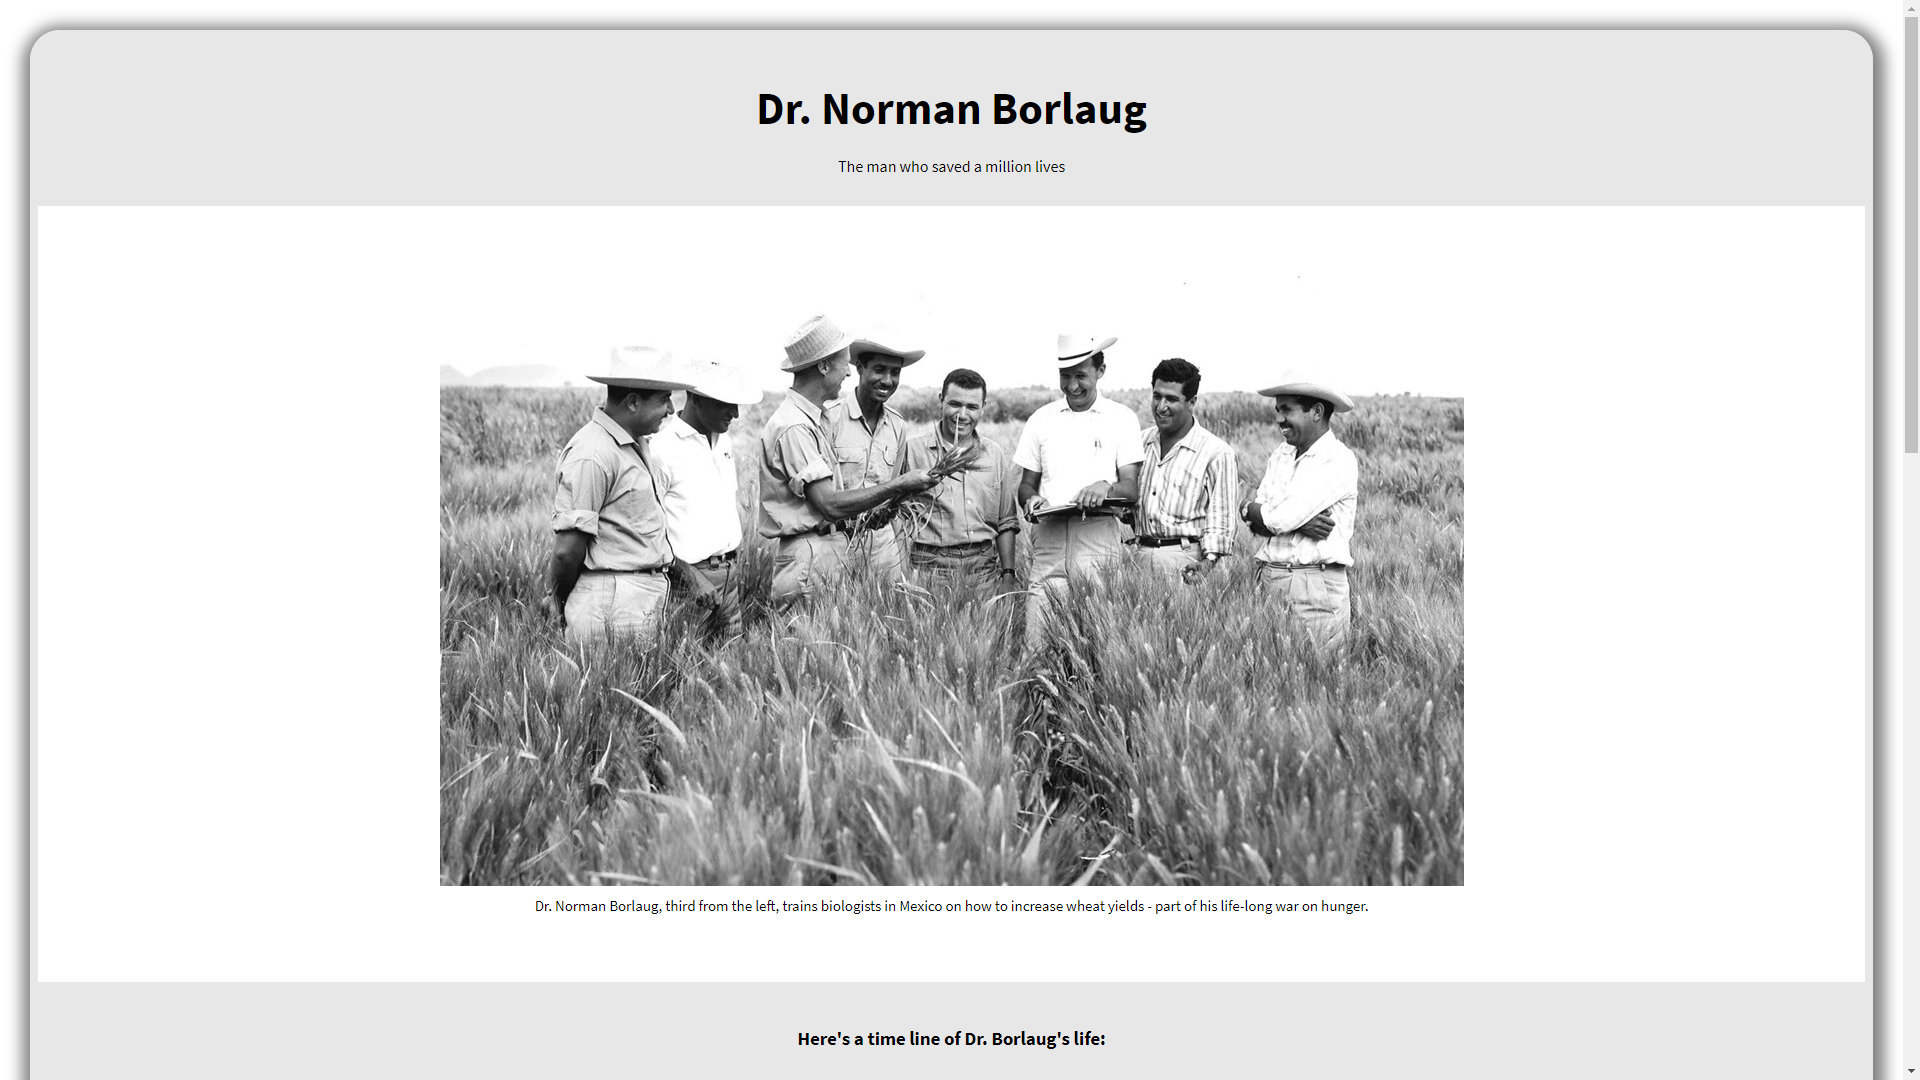 Dr. Norman Borlaug
The man who saved a million lives
Dr. Norman Borlaug, third from the left, trains biologists in Mexico on how to increase wheat yields - part of his life-long war on hunger.
Here's a time line of Dr. Borlaug's life: